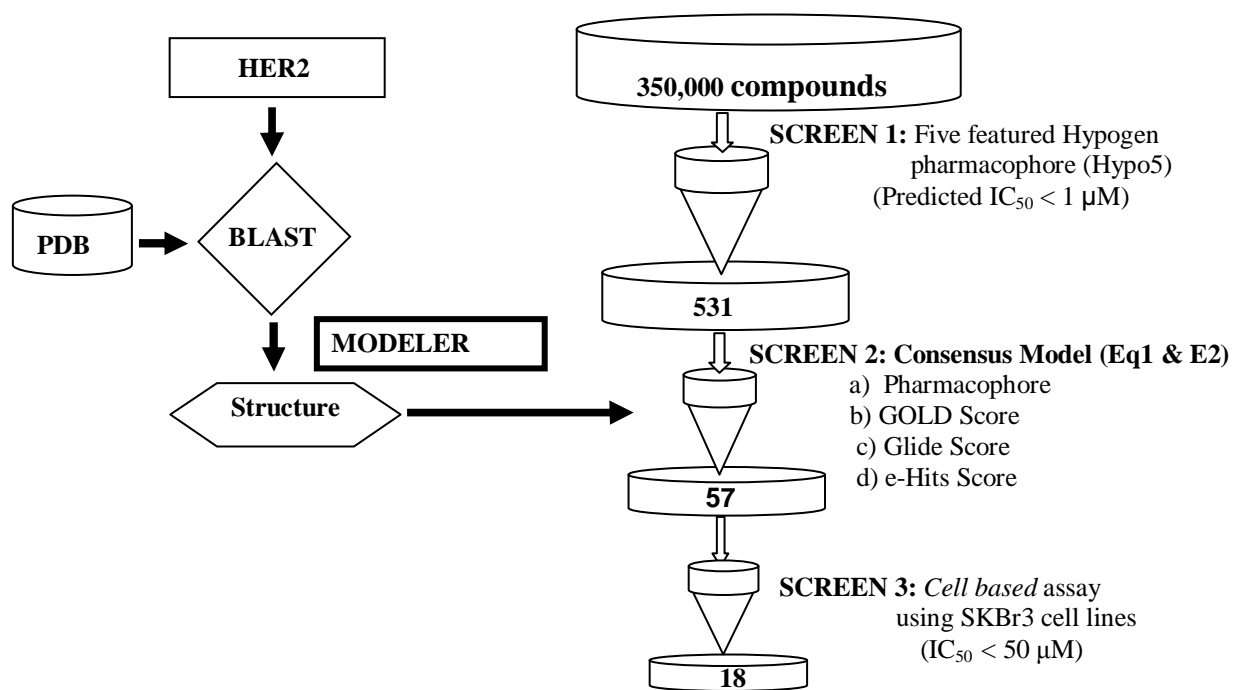 HER2
PDB
BLAST
MODELER
Structure
350,000 compounds
SCREEN 1: Five featured Hypogen
pharmacophore (Hypo5)
(Predicted IC50 < 1 µM)
531
SCREEN 2: Consensus Model (Eq1 & E2)
a) Pharmacophore
b) GOLD Score
c) Glide Score
d) e-Hits Score
57
SCREEN 3: Cell based assay
using SKBr3 cell lines
(IC50 < 50 µM)
18